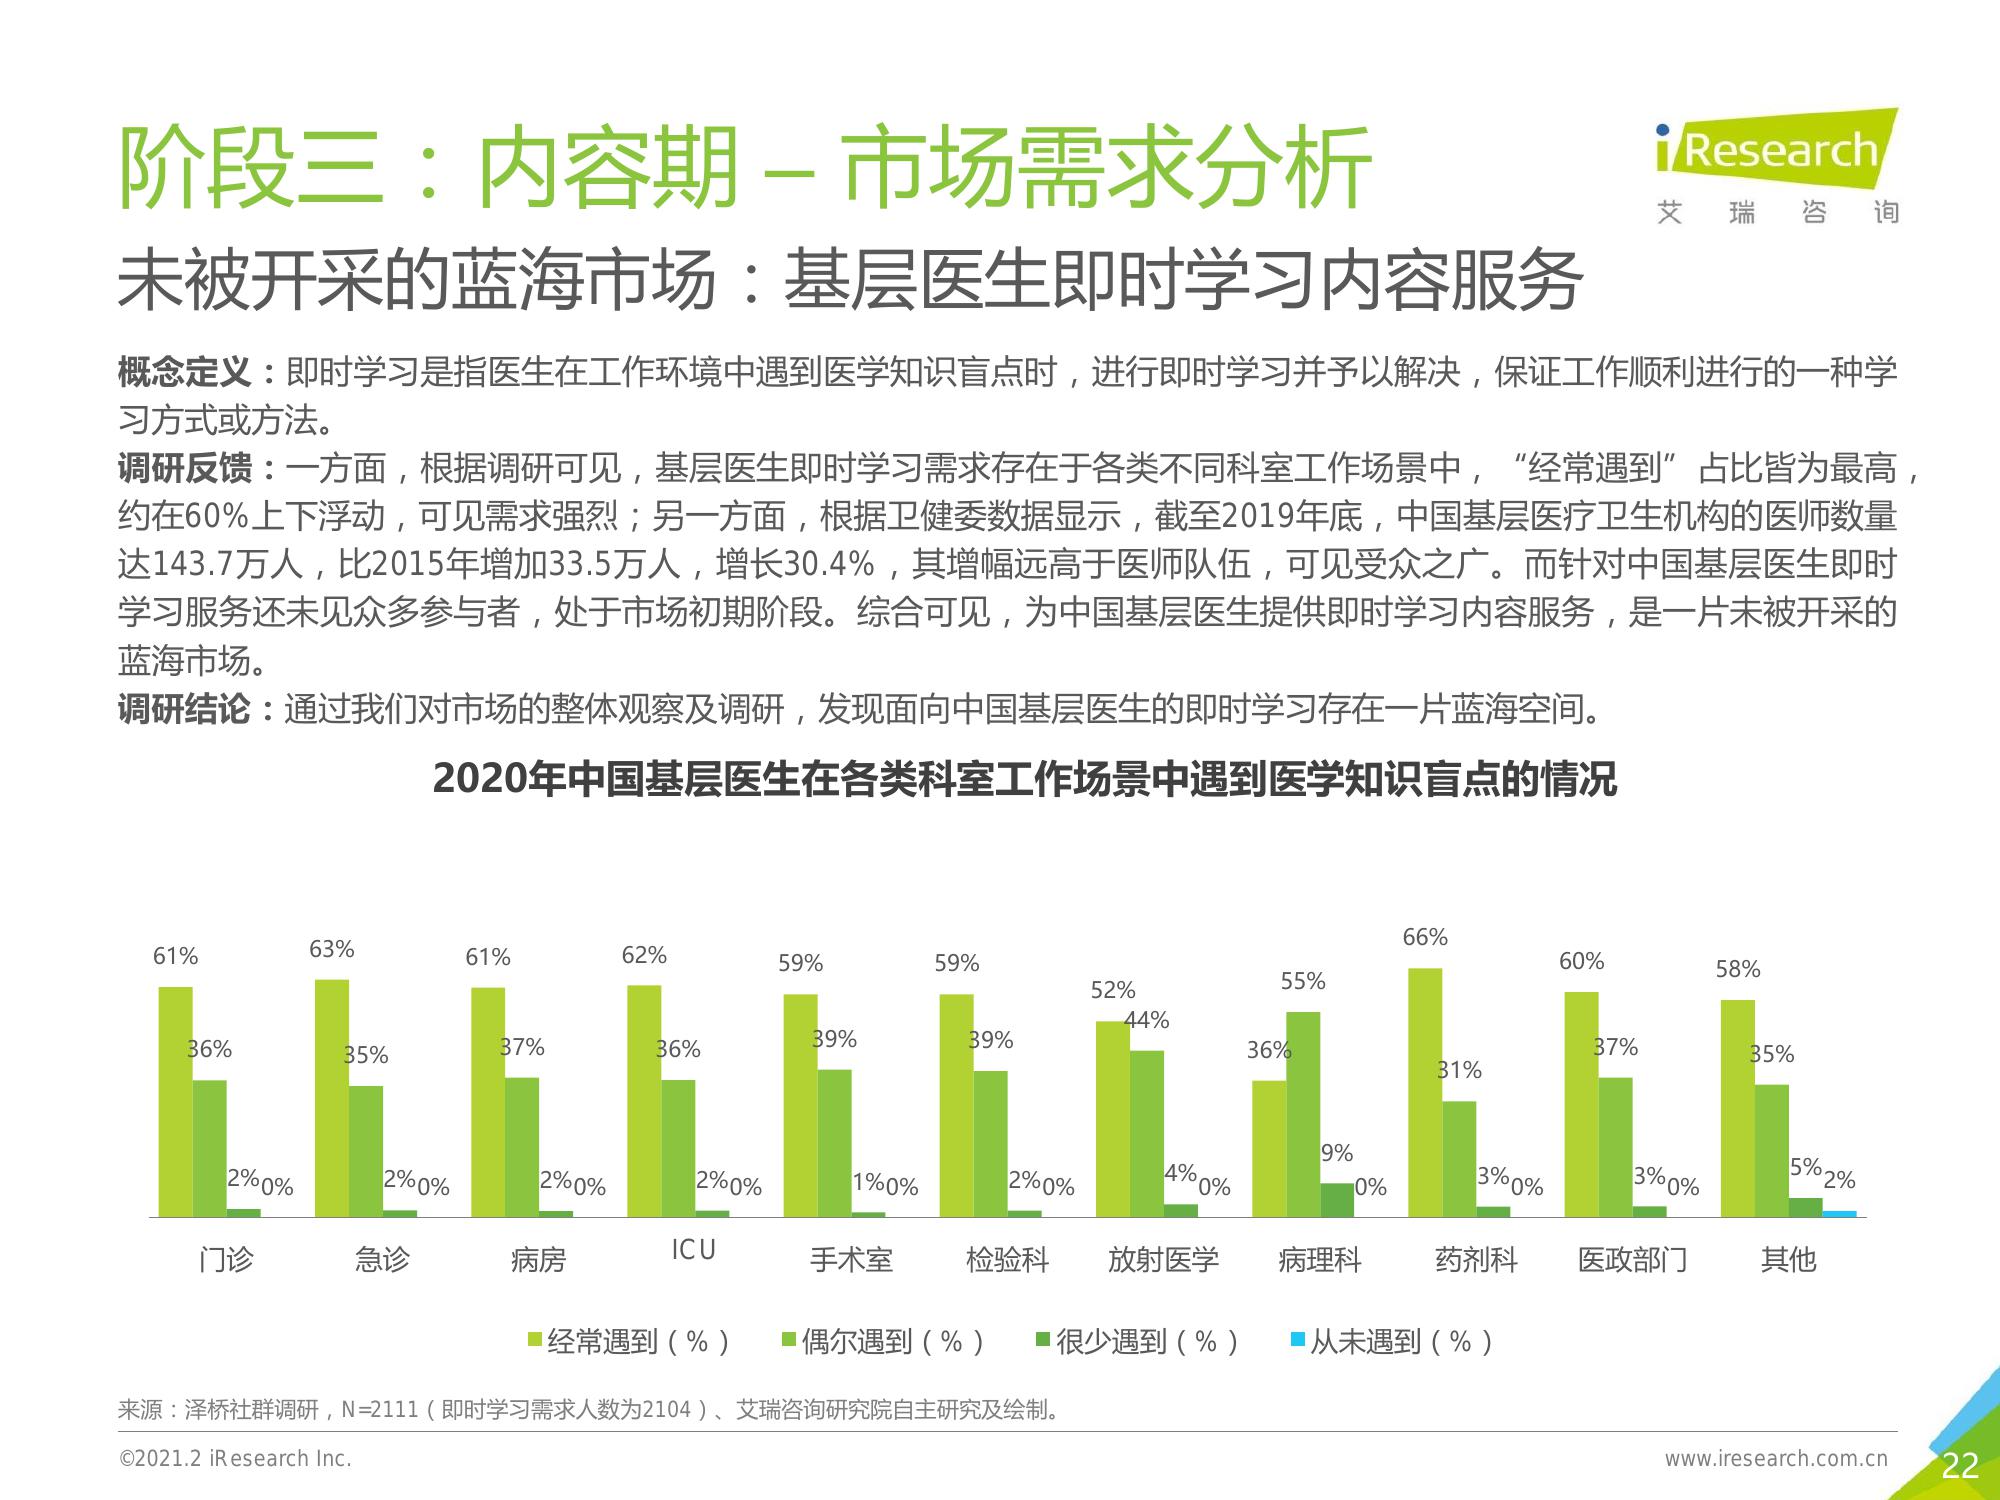 阶段三：内容期 – 市场需求分析
iResearch
艾瑞咨询
未被开采的蓝海市场：基层医生即时学习内容服务
概念定义：即时学习是指医生在工作环境中遇到医学知识盲点时，进行即时学习并予以解决，保证工作顺利进行的一种学
习方式或方法。
调研反馈：一方面，根据调研可见，基层医生即时学习需求存在于各类不同科室工作场景中，“经常遇到”占比皆为最高，
约在60%上下浮动，可见需求强烈；另一方面，根据卫健委数据显示，截至2019年底，中国基层医疗卫生机构的医师数量
达143.7万人，比2015年增加33.5万人，增长30.4%，其增幅远高于医师队伍，可见受众之广。而针对中国基层医生即时
学习服务还未见众多参与者，处于市场初期阶段。综合可见，为中国基层医生提供即时学习内容服务，是一片未被开采的
蓝海市场。
调研结论：通过我们对市场的整体观察及调研，发现面向中国基层医生的即时学习存在一片蓝海空间。
2020年中国基层医生在各类科室工作场景中遇到医学知识盲点的情况
61% 36% 2% 0%
63% 35% 2% 0%
61% 37% 2% 0%
62% 36% 2% 0%
59% 39% 1% 0%
59% 39% 2% 0%
52% 44% 4% 0%
36% 55% 9% 0%
66% 31% 3% 0%
60% 37% 3% 0%
58% 35% 5% 2%
门诊 急诊 病房 ICU 手术室 检验科 放射医学 病理科 药剂科 医政部门 其他
经常遇到（%） 偶尔遇到（%） 很少遇到（%） 从未遇到（%）
来源：泽桥社群调研，N=2111（即时学习需求人数为2104）、艾瑞咨询研究院自主研究及绘制。
©2021.2 iResearch Inc.
www.iresearch.com.cn
22